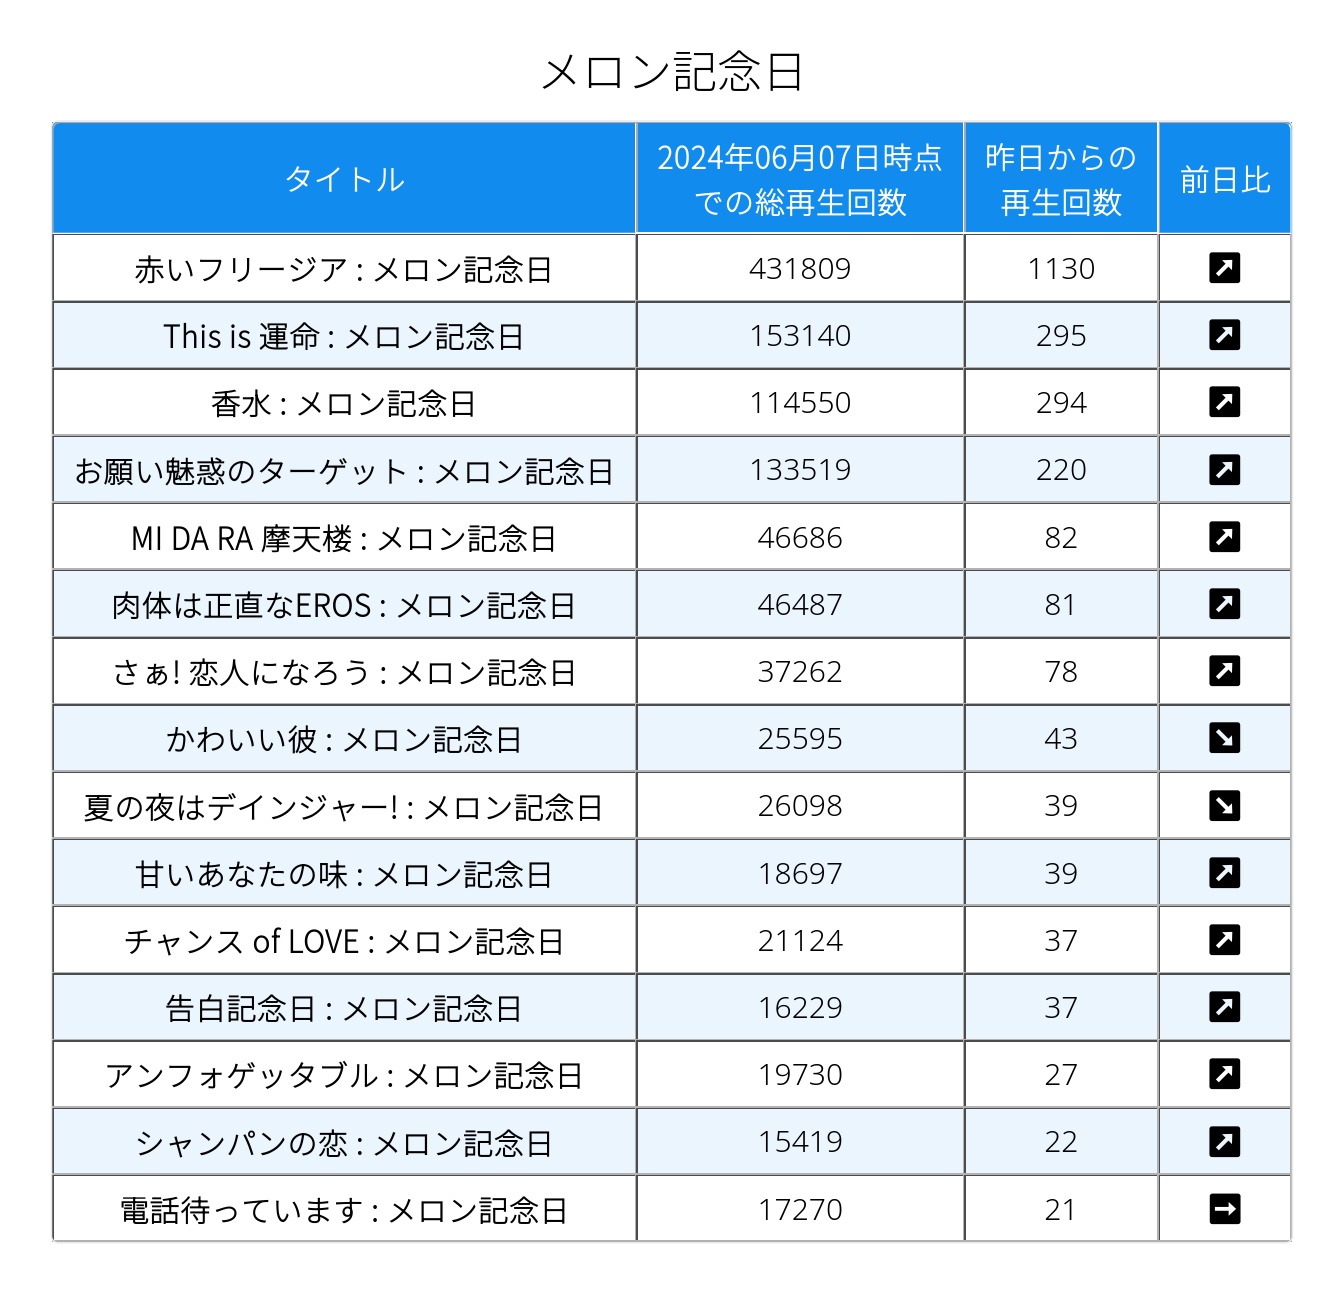 メロン記念日
タイトル 2024年06月07日時点 での総再生回数 昨日からの 再生回数 前日比
赤いフリージア : メロン記念日 431809 1130
This is 運命 : メロン記念日 153140 295
香水 : メロン記念日 114550 294
お願い魅惑のターゲット : メロン記念日 133519 220
MI DA RA 摩天楼 : メロン記念日 46686 82
肉体は正直なEROS : メロン記念日 46487 81
さぁ! 恋人になろう : メロン記念日 37262 78
かわいい彼 : メロン記念日 25595 43
夏の夜はデインジャー! : メロン記念日 26098 39
甘いあなたの味 : メロン記念日 18697 39
チャンス of LOVE : メロン記念日 21124 37
告白記念日 : メロン記念日 16229 37
アンフォゲッタブル : メロン記念日 19730 27
シャンパンの恋 : メロン記念日 15419 22
電話待っています : メロン記念日 17270 21